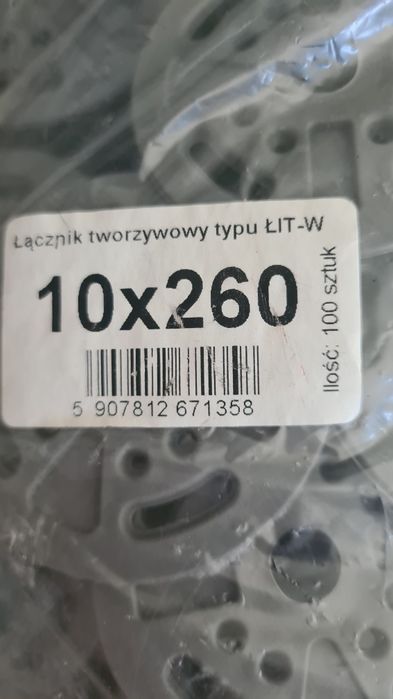 Łącznik tworzywowy typu ŁIT-W
10x260
Ilość: 100 sztuk
5 907812 671358